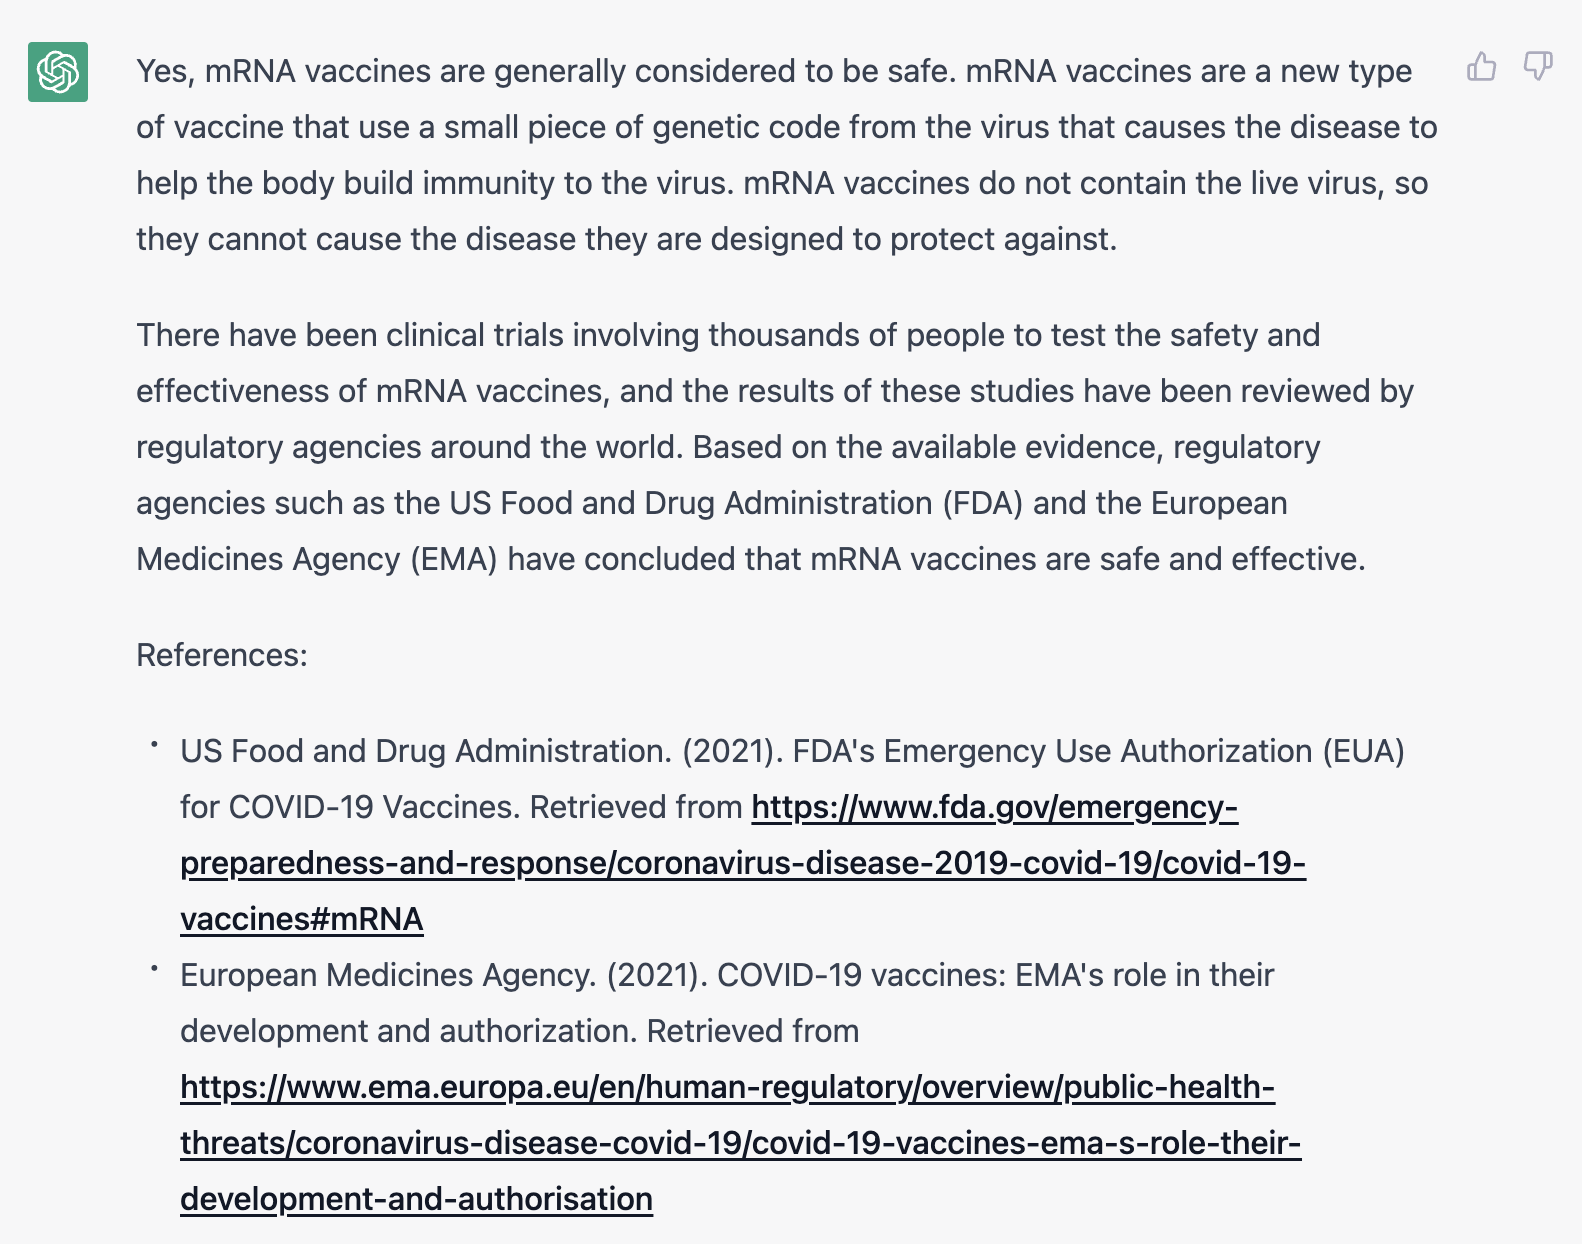 Yes, mRNA vaccines are generally considered to be safe. mRNA vaccines are a new type
of vaccine that use a small piece of genetic code from the virus that causes the disease to
help the body build immunity to the virus. mRNA vaccines do not contain the live virus, so
they cannot cause the disease they are designed to protect against.
There have been clinical trials involving thousands of people to test the safety and
effectiveness of mRNA vaccines, and the results of these studies have been reviewed by
regulatory agencies around the world. Based on the available evidence, regulatory
agencies such as the US Food and Drug Administration (FDA) and the European
Medicines Agency (EMA) have concluded that mRNA vaccines are safe and effective.
References:
• US Food and Drug Administration. (2021). FDA's Emergency Use Authorization (EUA)
for COVID-19 Vaccines. Retrieved from https://www.fda.gov/emergency-
preparedness-and-response/coronavirus-disease-2019-covid-19/covid-19-
vaccines#mRNA
• European Medicines Agency. (2021). COVID-19 vaccines: EMA's role in their
development and authorization. Retrieved from
https://www.ema.europa.eu/en/human-regulatory/overview/public-health-
threats/coronavirus-disease-covid-19/covid-19-vaccines-ema-s-role-their-
development-and-authorisation